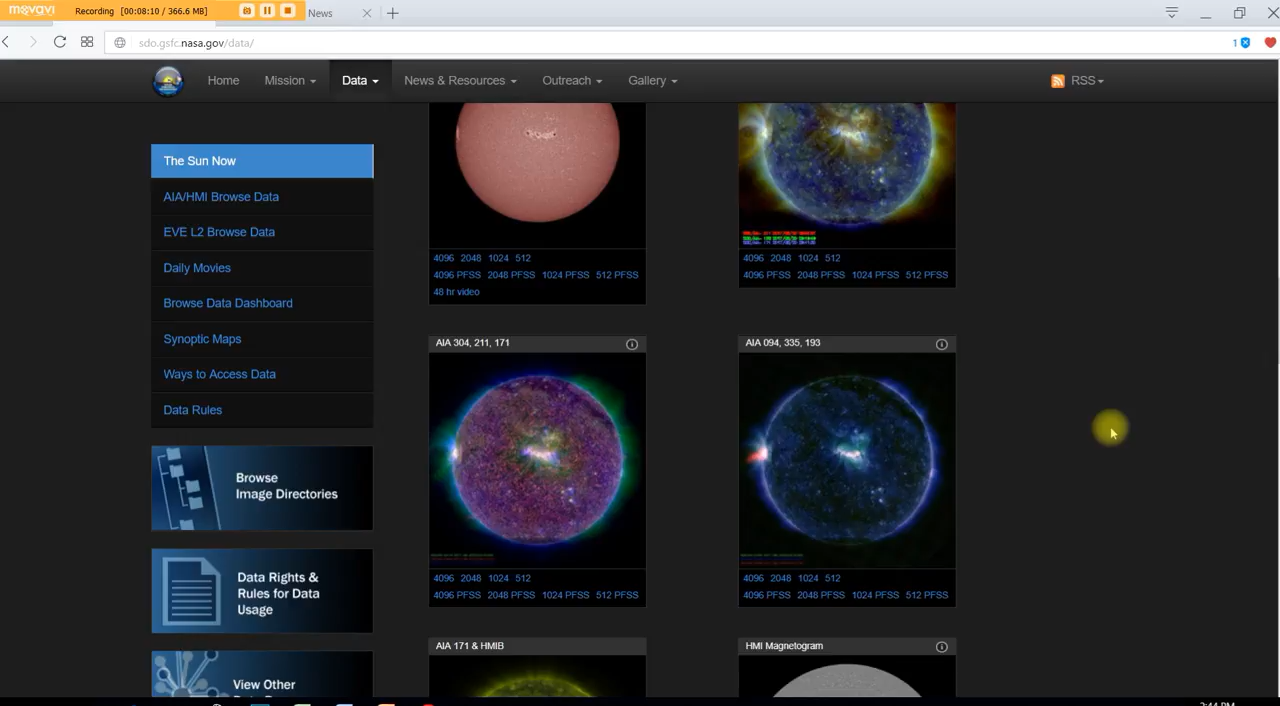 movavi Recording [00:08:10 / 366.6 MB]
News
sdo.gsfc.nasa.gov/data/
1
Home Mission Data News & Resources Outreach Gallery RSS
The Sun Now
AIA/HMI Browse Data
EVE L2 Browse Data
Daily Movies
Browse Data Dashboard
Synoptic Maps
Ways to Access Data
Data Rules
Browse
Image Directories
Data Rights &
Rules for Data
Usage
View Other
4096 2048 1024 512
4096 PFSS 2048 PFSS 1024 PFSS 512 PFSS
48 hr video
4096 2048 1024 512
4096 PFSS 2048 PFSS 1024 PFSS 512 PFSS
AIA 304, 211, 171
4096 2048 1024 512
4096 PFSS 2048 PFSS 1024 PFSS 512 PFSS
AIA 094, 335, 193
4096 2048 1024 512
4096 PFSS 2048 PFSS 1024 PFSS 512 PFSS
AIA 171 & HMIB
HMI Magnetogram
2:44 PM